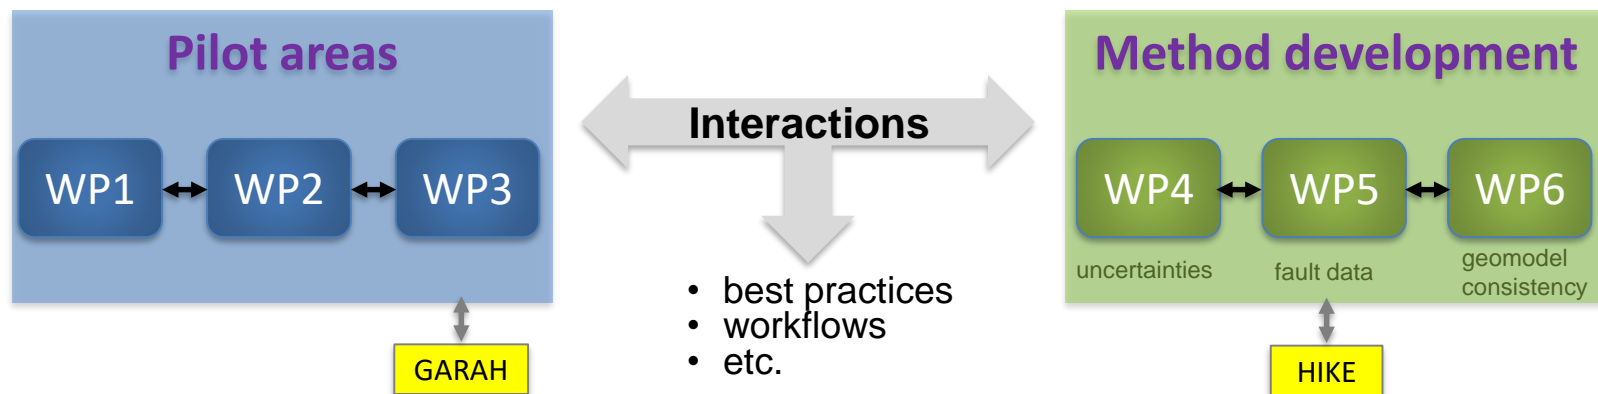 Pilot areas
WP1
WP2
WP3
GARAH
Interactions
• best practices
• workflows
• etc.
Method development
WP4
WP5
WP6
uncertainties
fault data
geomodel
consistency
HIKE